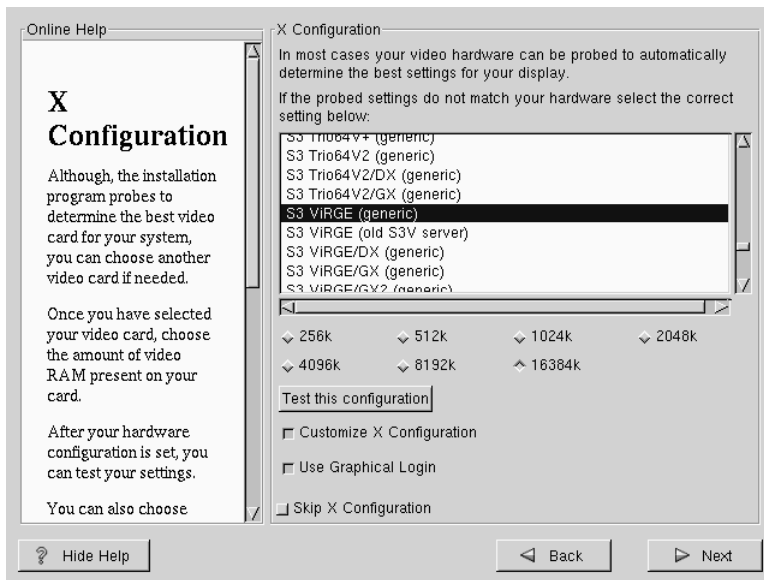 Online Help
X
Configuration
Although, the installation
program probes to
determine the best video
card for your system,
you can choose another
video card if needed.
Once you have selected
your video card, choose
the amount of video
RAM present on your
card.
After your hardware
configuration is set, you
can test your settings.
You can also choose
X Configuration
In most cases your video hardware can be probed to automatically
determine the best settings for your display.
If the probed settings do not match your hardware select the correct
setting below:
S3 Trio64V+ (generic)
S3 Trio64V2 (generic)
S3 Trio64V2/DX (generic)
S3 Trio64V2/GX (generic)
S3 ViRGE (generic)
S3 ViRGE (old S3V server)
S3 ViRGE/DX (generic)
S3 ViRGE/GX (generic)
S3 ViRGE/GX2 (generic)
256k 512k 1024k 2048k
4096k 8192k 16384k
Test this configuration
Customize X Configuration
Use Graphical Login
Skip X Configuration
Hide Help Back Next